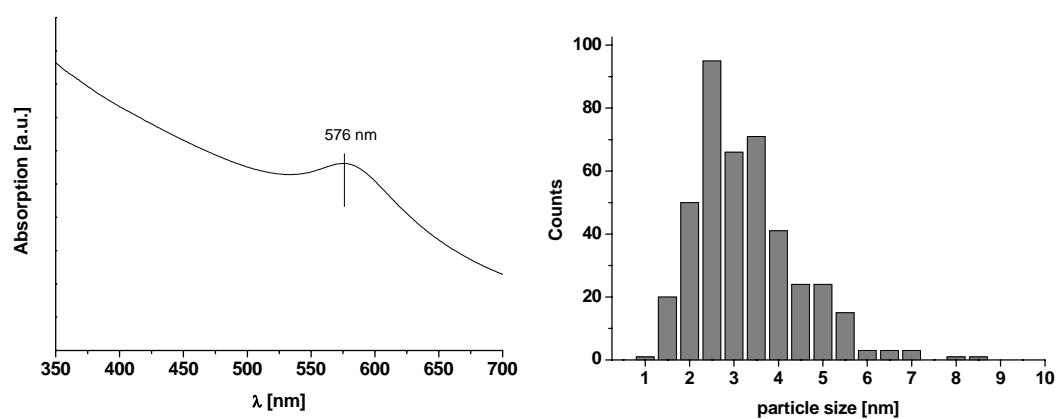 Absorption [a.u.]
576 nm
350 400 450 500 550 600 650 700
λ [nm]
Counts
100
80
60
40
20
0
1 2 3 4 5 6 7 8 9 10
particle size [nm]